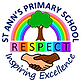 ST ANN'S PRIMARY SCHOOL
RESPECT
Inspiring Excellence